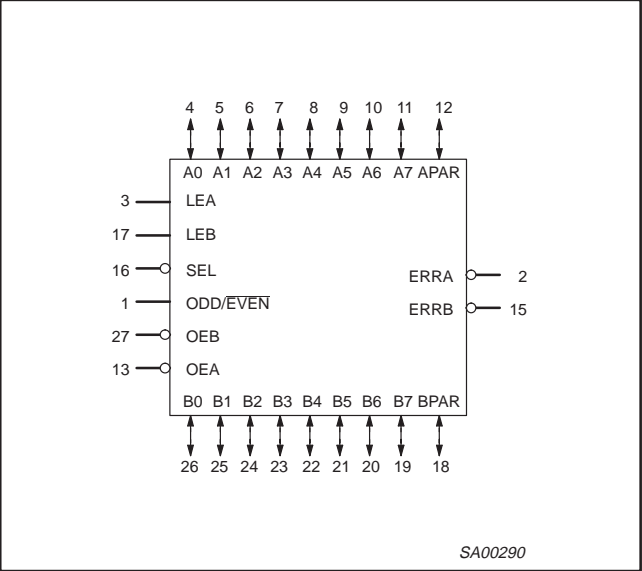 4 5 6 7 8 9 10 11 12
A0 A1 A2 A3 A4 A5 A6 A7 APAR
3 LEA
17 LEB
16 SEL
ERRA 2
1 ODD/E̅V̅E̅N̅
ERRB 15
27 OEB
13 OEA
B0 B1 B2 B3 B4 B5 B6 B7 BPAR
26 25 24 23 22 21 20 19 18
SA00290